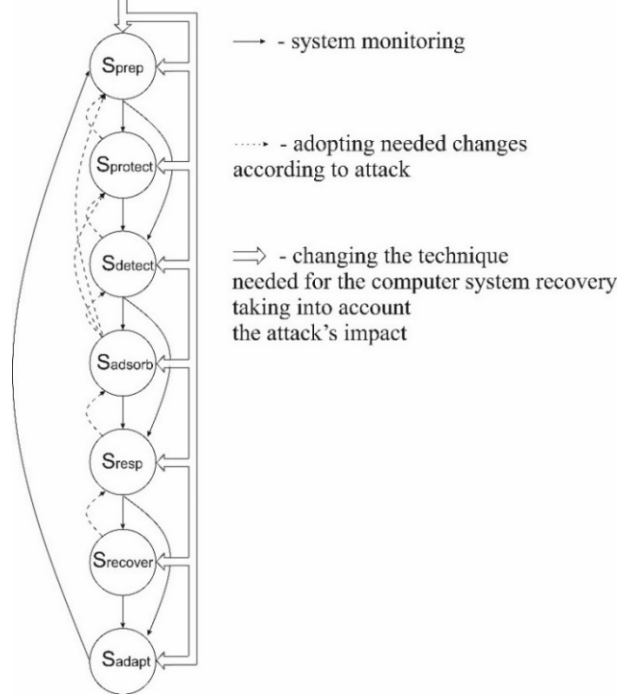 Sprep
→ - system monitoring
Sprotect
- adopting needed changes
according to attack
Sdetect
- changing the technique
needed for the computer system recovery
taking into account
the attack's impact
Sadsorb
Sresp
Srecover
Sadapt